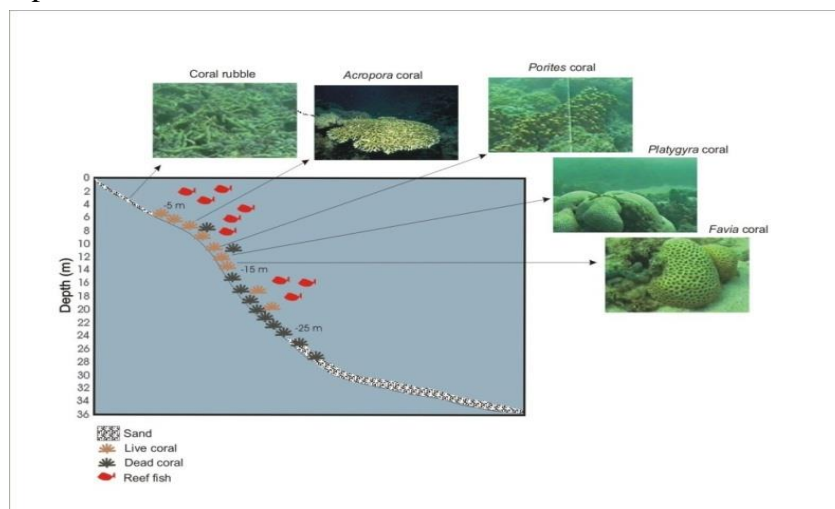 Coral rubble
Acropora coral
Porites coral
Platygyra coral
Favia coral
Depth (m)
0
2
4
6
8
10
12
14
16
18
20
22
24
26
28
30
32
34
36
-5 m
-15 m
-25 m
Sand
Live coral
Dead coral
Reef fish